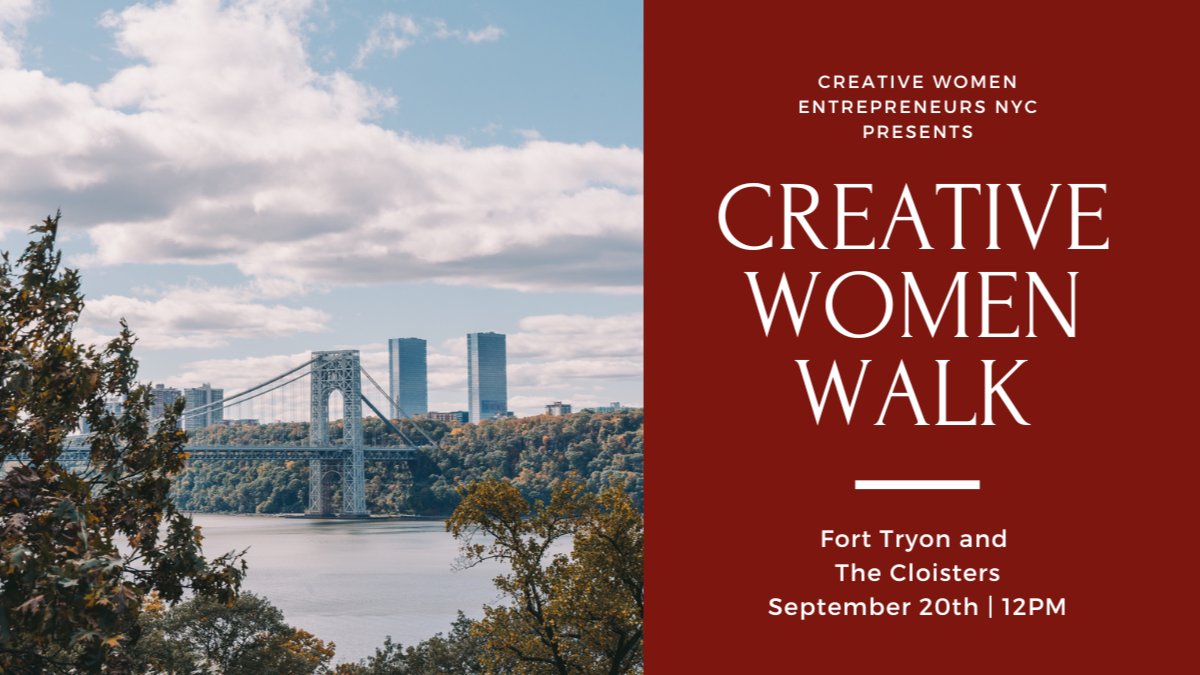 CREATIVE WOMEN
ENTREPRENEURS NYC
PRESENTS
CREATIVE
WOMEN
WALK
Fort Tryon and
The Cloisters
September 20th | 12PM